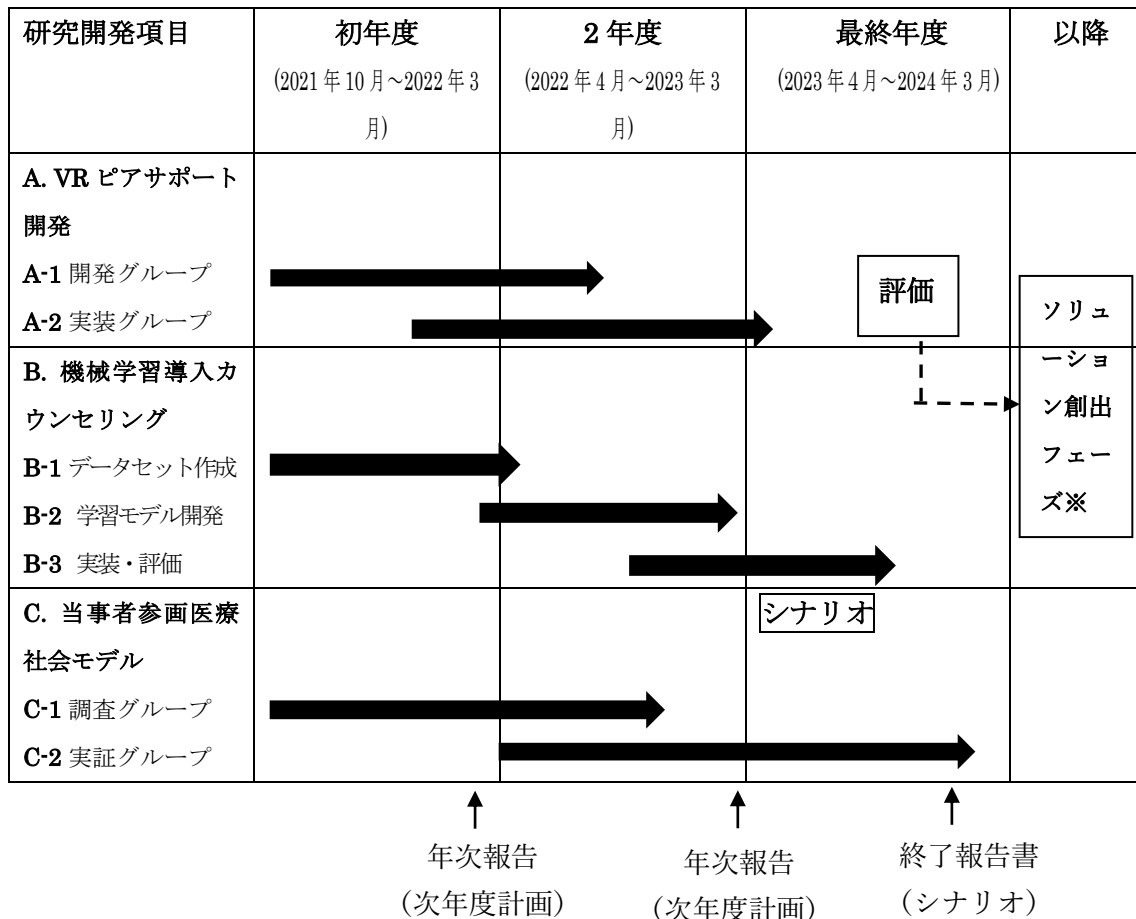 研究開発項目
初年度
(2021年10月~2022年3
月)
2年度
(2022年4月~2023年3
月)
最終年度
(2023年4月~2024年3月)
以降
A. VRピアサポート
開発
A-1 開発グループ
A-2 実装グループ
評価
ソリュ
ーショ
ン創出
フェー
ズ※
B. 機械学習導入カ
ウンセリング
B-1 データセット作成
B-2 学習モデル開発
B-3 実装・評価
C. 当事者参画医療
社会モデル
C-1 調査グループ
C-2 実証グループ
シナリオ
年次報告
（次年度計画）
年次報告
（次年度計画）
終了報告書
（シナリオ）